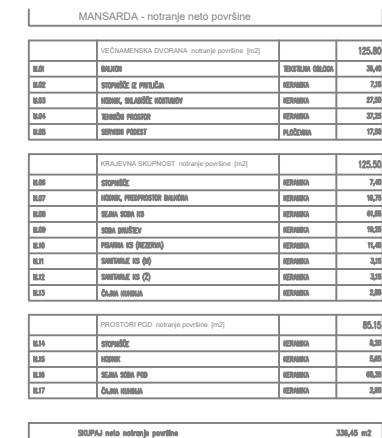 MANSARDA - notranje neto površine
VEČNAMENSKA DVORANA notranje površine [m2] 125.80
M.01 BALKON TEKSTILNA OBLOGA 36,40
M.02 STOPNIŠČE IZ PRITLIČJA KERAMIKA 7,15
M.03 HODNIK, SKLADIŠČE KOSTUMOV KERAMIKA 27,50
M.04 TEHNIČNI PROSTOR KERAMIKA 37,25
M.05 SERVISNI PODEST PLOČEVINA 17,50
KRAJEVNA SKUPNOST notranje površine [m2] 125.50
M.06 STOPNIŠČE KERAMIKA 7,40
M.07 HODNIK, PREDPROSTOR BALKONA KERAMIKA 16,75
M.08 SEJNA SOBA KS KERAMIKA 61,55
M.09 SOBA DRUŠTEV KERAMIKA 19,25
M.10 PISARNA KS (REZERVA) KERAMIKA 11,40
M.11 SANITARIJE KS (M) KERAMIKA 3,15
M.12 SANITARIJE KS (Ž) KERAMIKA 3,15
M.13 ČAJNA KUHINJA KERAMIKA 2,85
PROSTORI PGD notranje površine [m2] 85.15
M.14 STOPNIŠČE KERAMIKA 8,35
M.15 HODNIK KERAMIKA 5,65
M.16 SEJNA SOBA PGD KERAMIKA 68,35
M.17 ČAJNA KUHINJA KERAMIKA 2,80
SKUPAJ neto notranje površine 336,45 m2